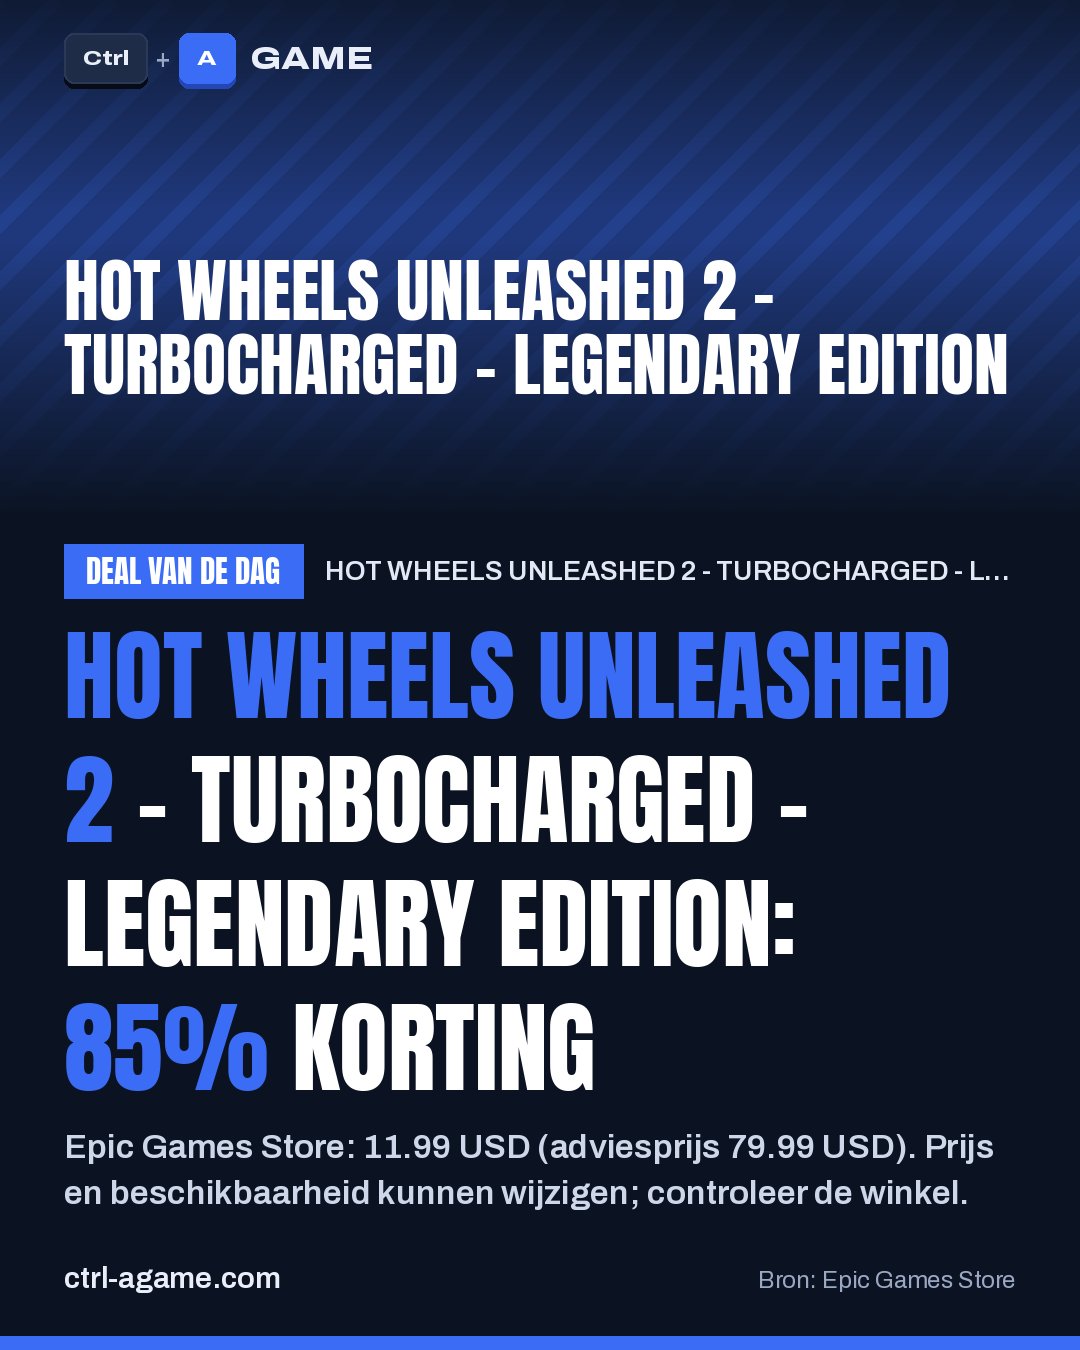 Ctrl + A GAME
HOT WHEELS UNLEASHED 2 -
TURBOCHARGED - LEGENDARY EDITION
DEAL VAN DE DAG HOT WHEELS UNLEASHED 2 - TURBOCHARGED - L...
HOT WHEELS UNLEASHED
2 - TURBOCHARGED -
LEGENDARY EDITION:
85% KORTING
Epic Games Store: 11.99 USD (adviesprijs 79.99 USD). Prijs
en beschikbaarheid kunnen wijzigen; controleer de winkel.
ctrl-agame.com Bron: Epic Games Store